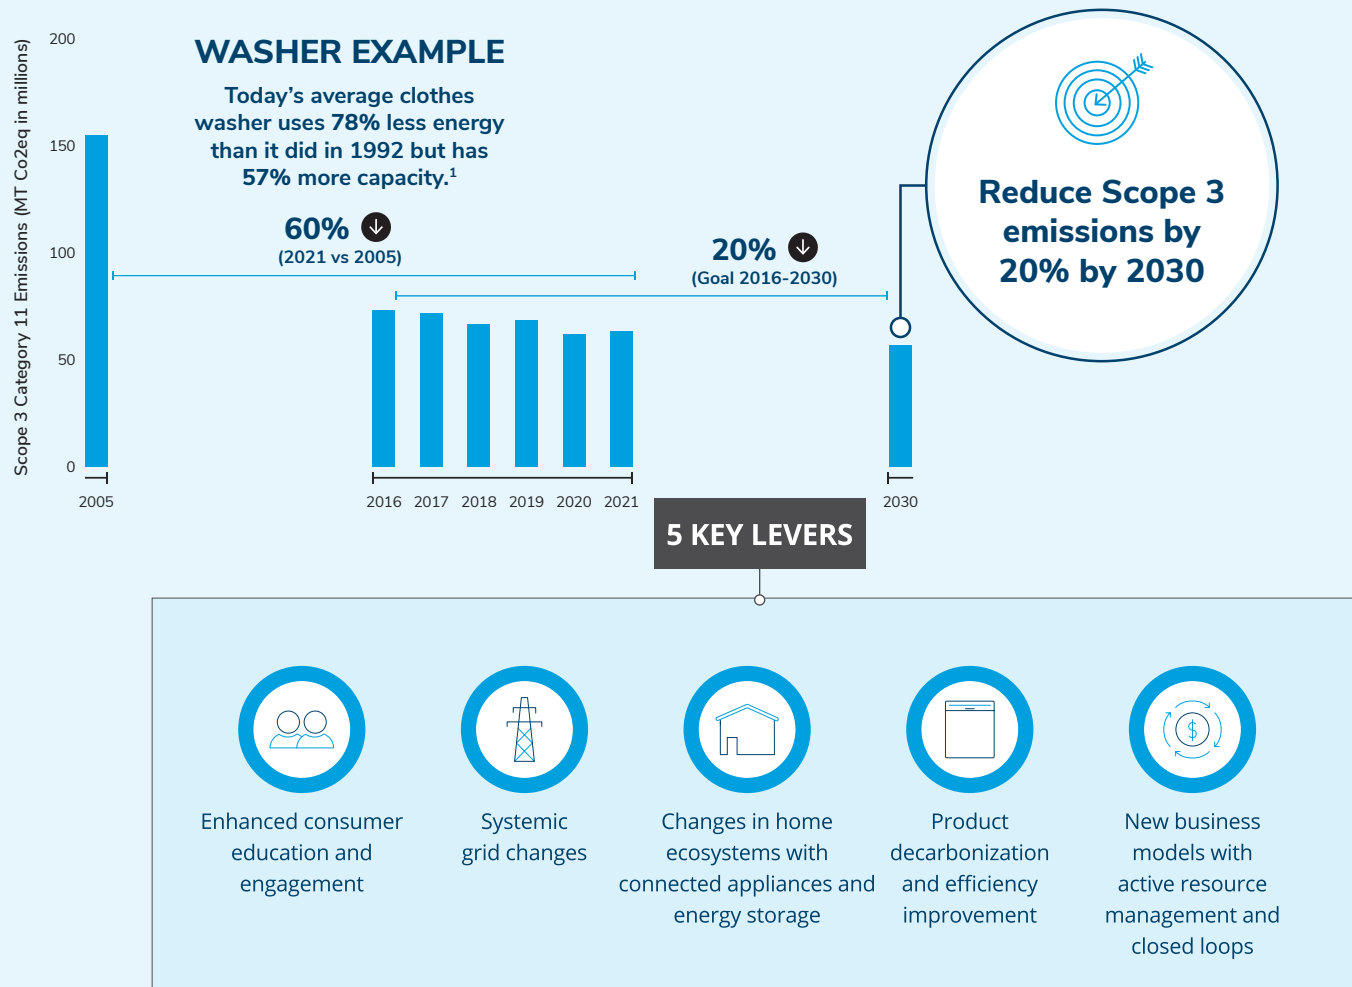 Scope 3 Category 11 Emissions (MT Co2eq in millions)
200
150
100
50
0
WASHER EXAMPLE
Today's average clothes
washer uses 78% less energy
than it did in 1992 but has
57% more capacity.¹
60%
(2021 vs 2005)
20%
(Goal 2016-2030)
Reduce Scope 3
emissions by
20% by 2030
2005
2016
2017
2018
2019
2020
2021
2030
5 KEY LEVERS
Enhanced consumer
education and
engagement
Systemic
grid changes
Changes in home
ecosystems with
connected appliances and
energy storage
Product
decarbonization
and efficiency
improvement
$
New business
models with
active resource
management and
closed loops